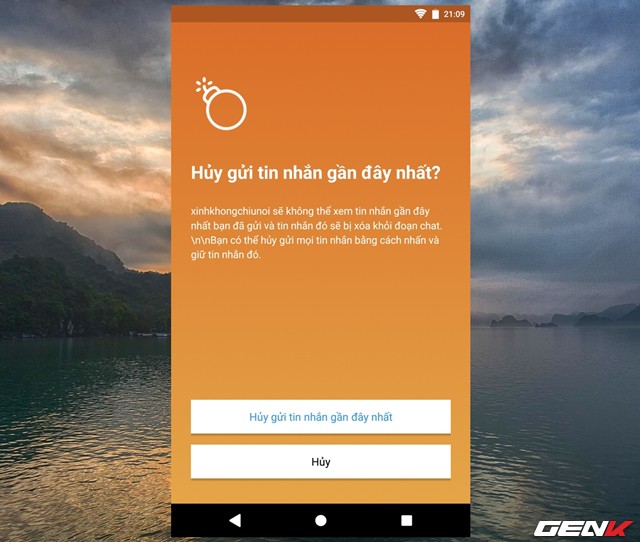 21:09
Hủy gửi tin nhắn gần đây nhất?
xinhkhongchiunoi sẽ không thể xem tin nhắn gần đây
nhất bạn đã gửi và tin nhắn đó sẽ bị xóa khỏi đoạn chat.
\n\nBạn có thể hủy gửi mọi tin nhắn bằng cách nhấn và
giữ tin nhắn đó.
Hủy gửi tin nhắn gần đây nhất
Hủy
GENK